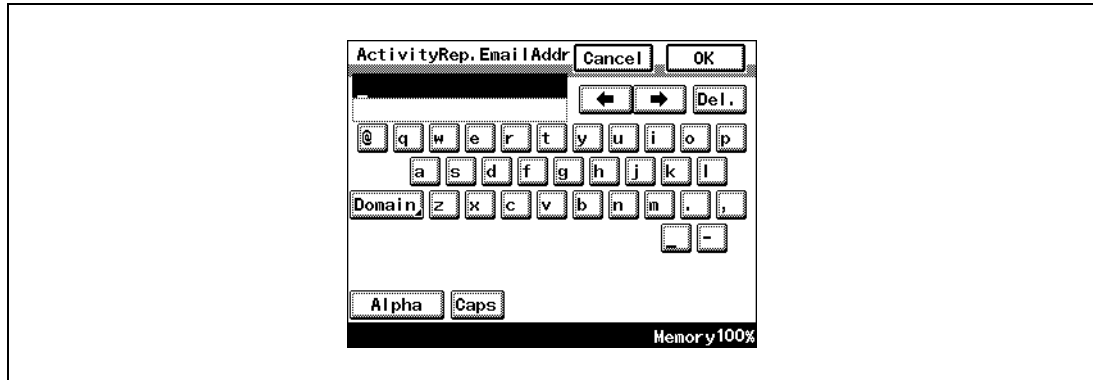 ActivityRep.EmailAddr Cancel OK
_
← → Del.
@ q w e r t y u i o p
a s d f g h j k l
Domain z x c v b n m . ,
_ -
Alpha Caps
Memory100%